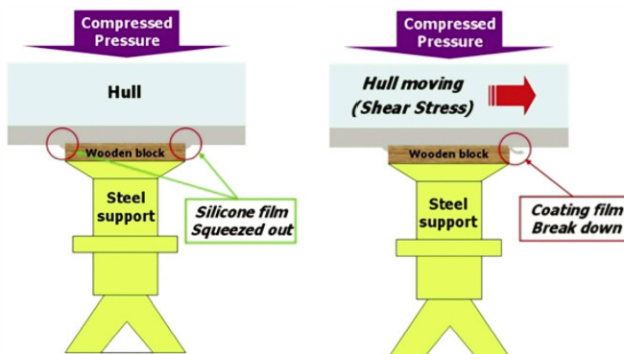 Compressed
Pressure
Hull
Wooden block
Steel
support
Silicone film
Squeezed out
Compressed
Pressure
Hull moving
(Shear Stress)
Wooden block
Steel
support
Coating film
Break down